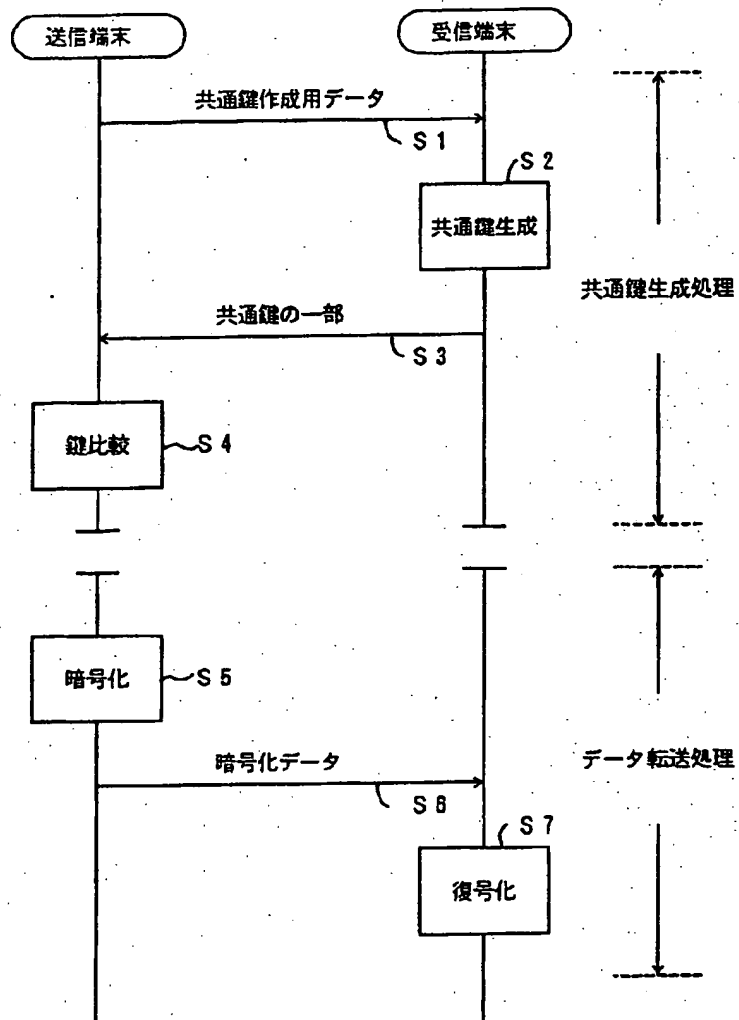 送信端末
受信端末
共通鍵作成用データ
S1
S2
共通鍵生成
共通鍵生成処理
共通鍵の一部
S3
鍵比較
S4
暗号化
S5
データ転送処理
暗号化データ
S6
S7
復号化